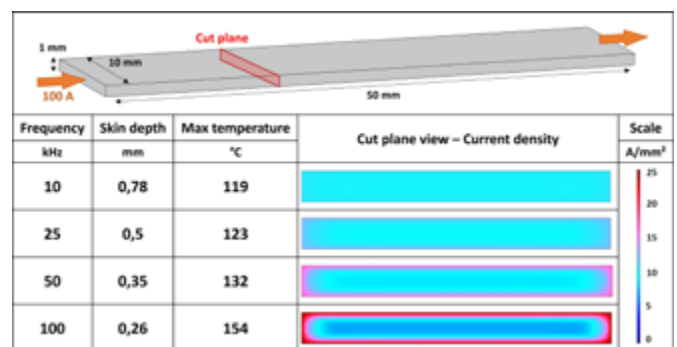 Cut plane
1 mm
10 mm
100 A
50 mm
Frequency Skin depth Max temperature Cut plane view – Current density Scale
kHz mm °C A/mm²
10 0,78 119
25 0,5 123
50 0,35 132
100 0,26 154
25
20
15
10
5
0